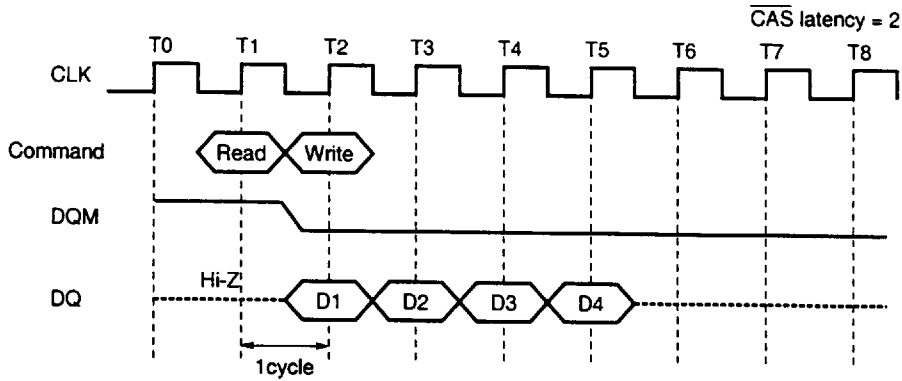 CAS latency = 2
T0 T1 T2 T3 T4 T5 T6 T7 T8
CLK
Command Read Write
DQM
Hi-Z
DQ D1 D2 D3 D4
1cycle